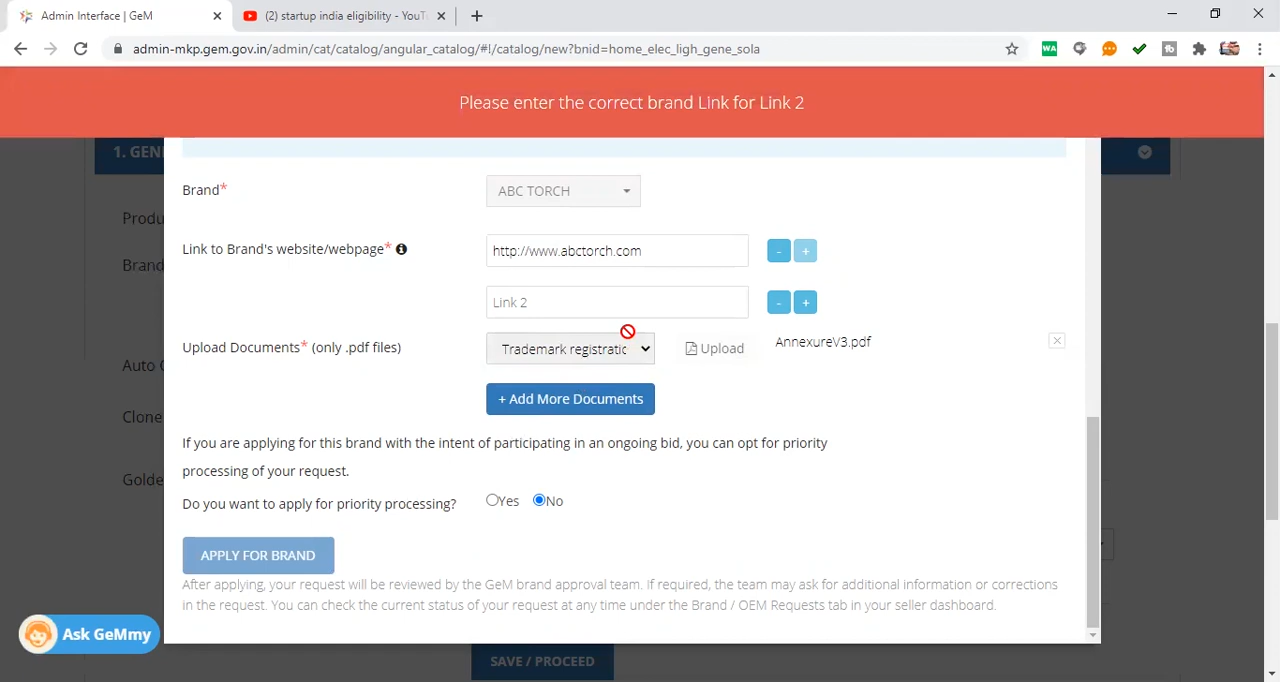 Admin Interface | GeM
(2) startup india eligibility - YouT
admin-mkp.gem.gov.in/admin/cat/catalog/angular_catalog/#!/catalog/new?bnid=home_elec_ligh_gene_sola
WA
tb
Please enter the correct brand Link for Link 2
1. GENE
Produ
Brand
Auto C
Clone
Golde
Brand*
ABC TORCH
Link to Brand's website/webpage*
http://www.abctorch.com
- +
Link 2
- +
Upload Documents* (only .pdf files)
Trademark registratio
Upload
AnnexureV3.pdf
+ Add More Documents
If you are applying for this brand with the intent of participating in an ongoing bid, you can opt for priority
processing of your request.
Do you want to apply for priority processing?
Yes No
APPLY FOR BRAND
After applying, your request will be reviewed by the GeM brand approval team. If required, the team may ask for additional information or corrections
in the request. You can check the current status of your request at any time under the Brand / OEM Requests tab in your seller dashboard.
Ask GeMmy
SAVE / PROCEED